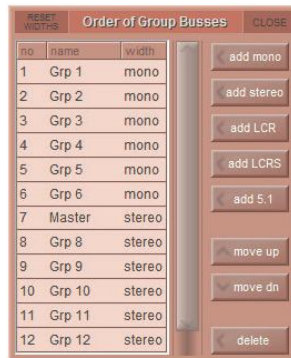 RESET WIDTHS Order of Group Busses CLOSE
no name width
1 Grp 1 mono
2 Grp 2 mono
3 Grp 3 mono
4 Grp 4 mono
5 Grp 5 mono
6 Grp 6 mono
7 Master stereo
8 Grp 8 stereo
9 Grp 9 stereo
10 Grp 10 stereo
11 Grp 11 stereo
12 Grp 12 stereo
add mono
add stereo
add LCR
add LCRS
add 5.1
move up
move dn
delete